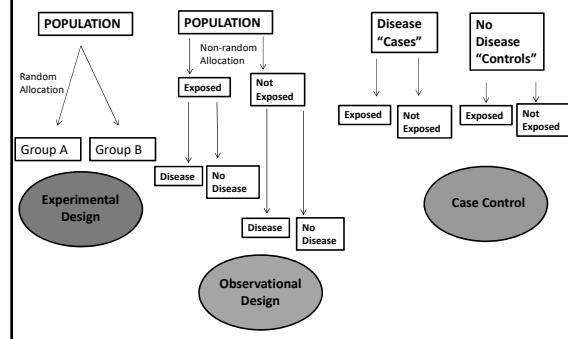 POPULATION
Random
Allocation
Group A
Group B
Experimental
Design
POPULATION
Non-random
Allocation
Exposed
Not
Exposed
Disease
No
Disease
Disease
No
Disease
Observational
Design
Disease
“Cases”
No
Disease
“Controls”
Exposed
Not
Exposed
Exposed
Not
Exposed
Case Control